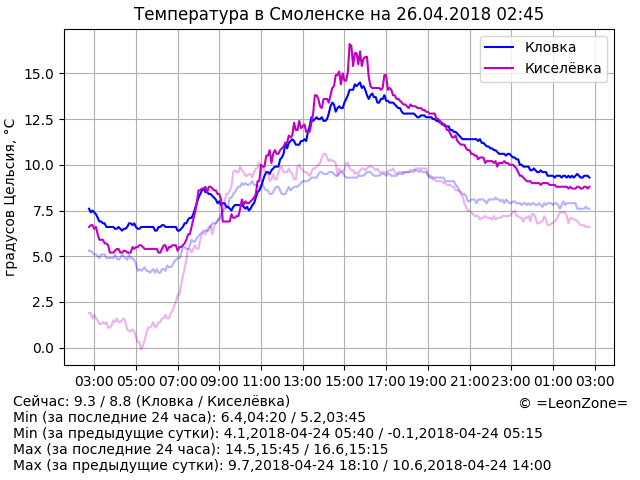 Температура в Смоленске на 26.04.2018 02:45
Кловка
Киселёвка
градусов Цельсия, °C
15.0
12.5
10.0
7.5
5.0
2.5
0.0
03:00 05:00 07:00 09:00 11:00 13:00 15:00 17:00 19:00 21:00 23:00 01:00 03:00
Сейчас: 9.3 / 8.8 (Кловка / Киселёвка)
© =LeonZone=
Min (за последние 24 часа): 6.4,04:20 / 5.2,03:45
Min (за предыдущие сутки): 4.1,2018-04-24 05:40 / -0.1,2018-04-24 05:15
Max (за последние 24 часа): 14.5,15:45 / 16.6,15:15
Max (за предыдущие сутки): 9.7,2018-04-24 18:10 / 10.6,2018-04-24 14:00